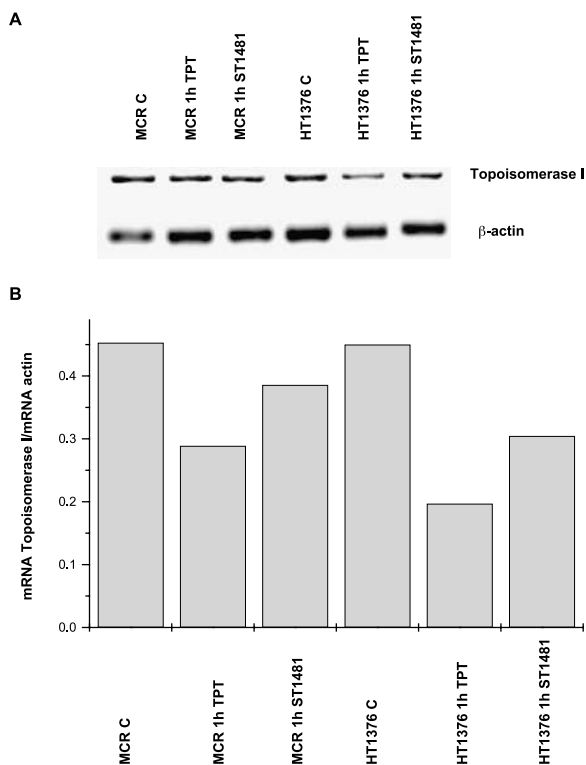 A
MCR C
MCR 1h TPT
MCR 1h ST1481
HT1376 C
HT1376 1h TPT
HT1376 1h ST1481
Topoisomerase I
β-actin
B
mRNA Topoisomerase I/mRNA actin
0.4
0.3
0.2
0.1
0.0
MCR C
MCR 1h TPT
MCR 1h ST1481
HT1376 C
HT1376 1h TPT
HT1376 1h ST1481